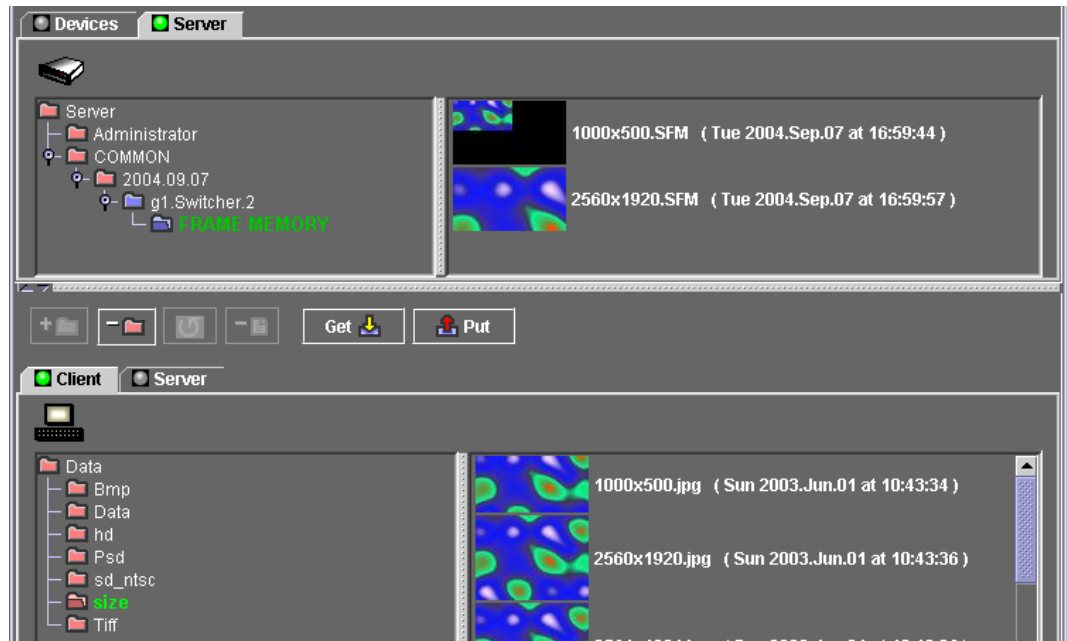 Devices Server
Server
Administrator
COMMON
2004.09.07
g1.Switcher.2
FRAME MEMORY
1000x500.SFM ( Tue 2004.Sep.07 at 16:59:44 )
2560x1920.SFM ( Tue 2004.Sep.07 at 16:59:57 )
Get Put
Client Server
Data
Bmp
Data
hd
Psd
sd_ntsc
size
Tiff
1000x500.jpg ( Sun 2003.Jun.01 at 10:43:34 )
2560x1920.jpg ( Sun 2003.Jun.01 at 10:43:36 )